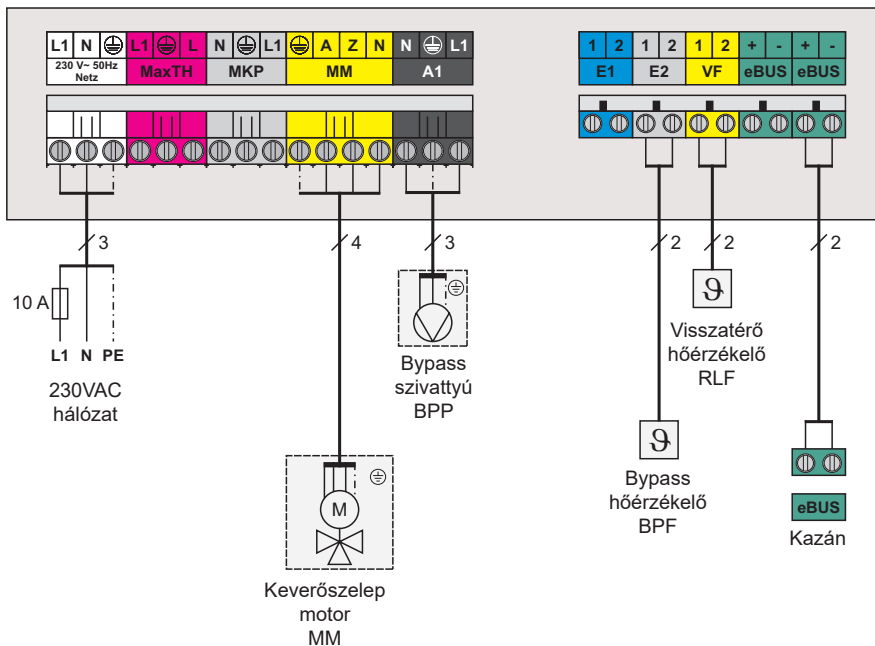 L1 N L1 L N L1 A Z N N L1
1 2 1 2 1 2 + - + -
230 V~ 50Hz
Netz
MaxTH MKP MM A1
E1 E2 VF eBUS eBUS
3 4 3 2 2 2
10 A
L1 N PE
230VAC
hálózat
Bypass
szivattyú
BPP
M
Keverőszelep
motor
MM
ϑ
Visszatérő
hőérzékelő
RLF
ϑ
Bypass
hőérzékelő
BPF
eBUS
Kazán